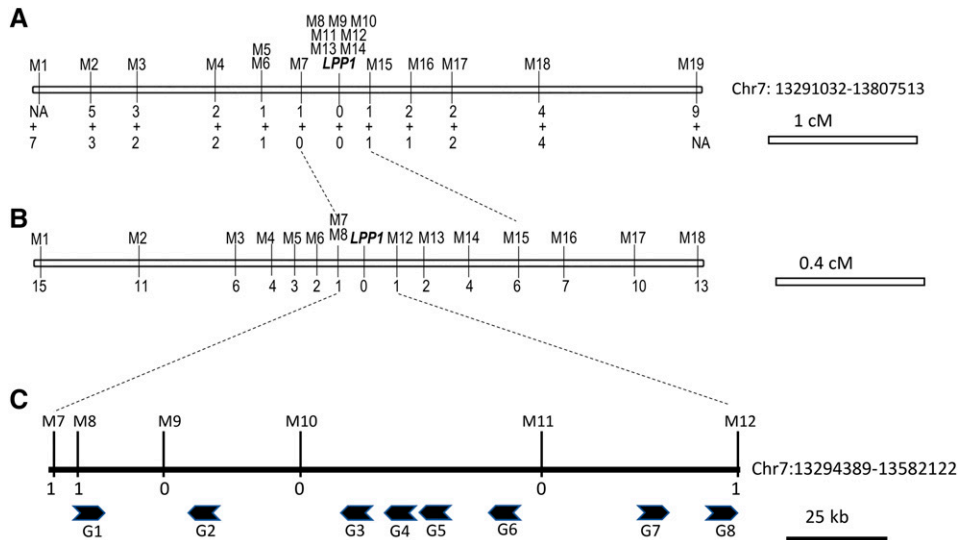 A
M8 M9 M10
M11 M12
M5 M13 M14
M1 M2 M3 M4 M6 M7 LPP1 M15 M16 M17 M18 M19
Chr7: 13291032-13807513
NA 5 3 2 1 1 0 1 2 2 4 9
+ + + + + + + + + + + +
7 3 2 2 1 0 0 1 1 2 4 NA
1 cM
B
M7
M1 M2 M3 M4 M5 M6 M8 LPP1 M12 M13 M14 M15 M16 M17 M18
15 11 6 4 3 2 1 0 1 2 4 6 7 10 13
0.4 cM
C
M7 M8 M9 M10 M11 M12
Chr7:13294389-13582122
1 1 0 0 0 1
G1 G2 G3 G4 G5 G6 G7 G8
25 kb